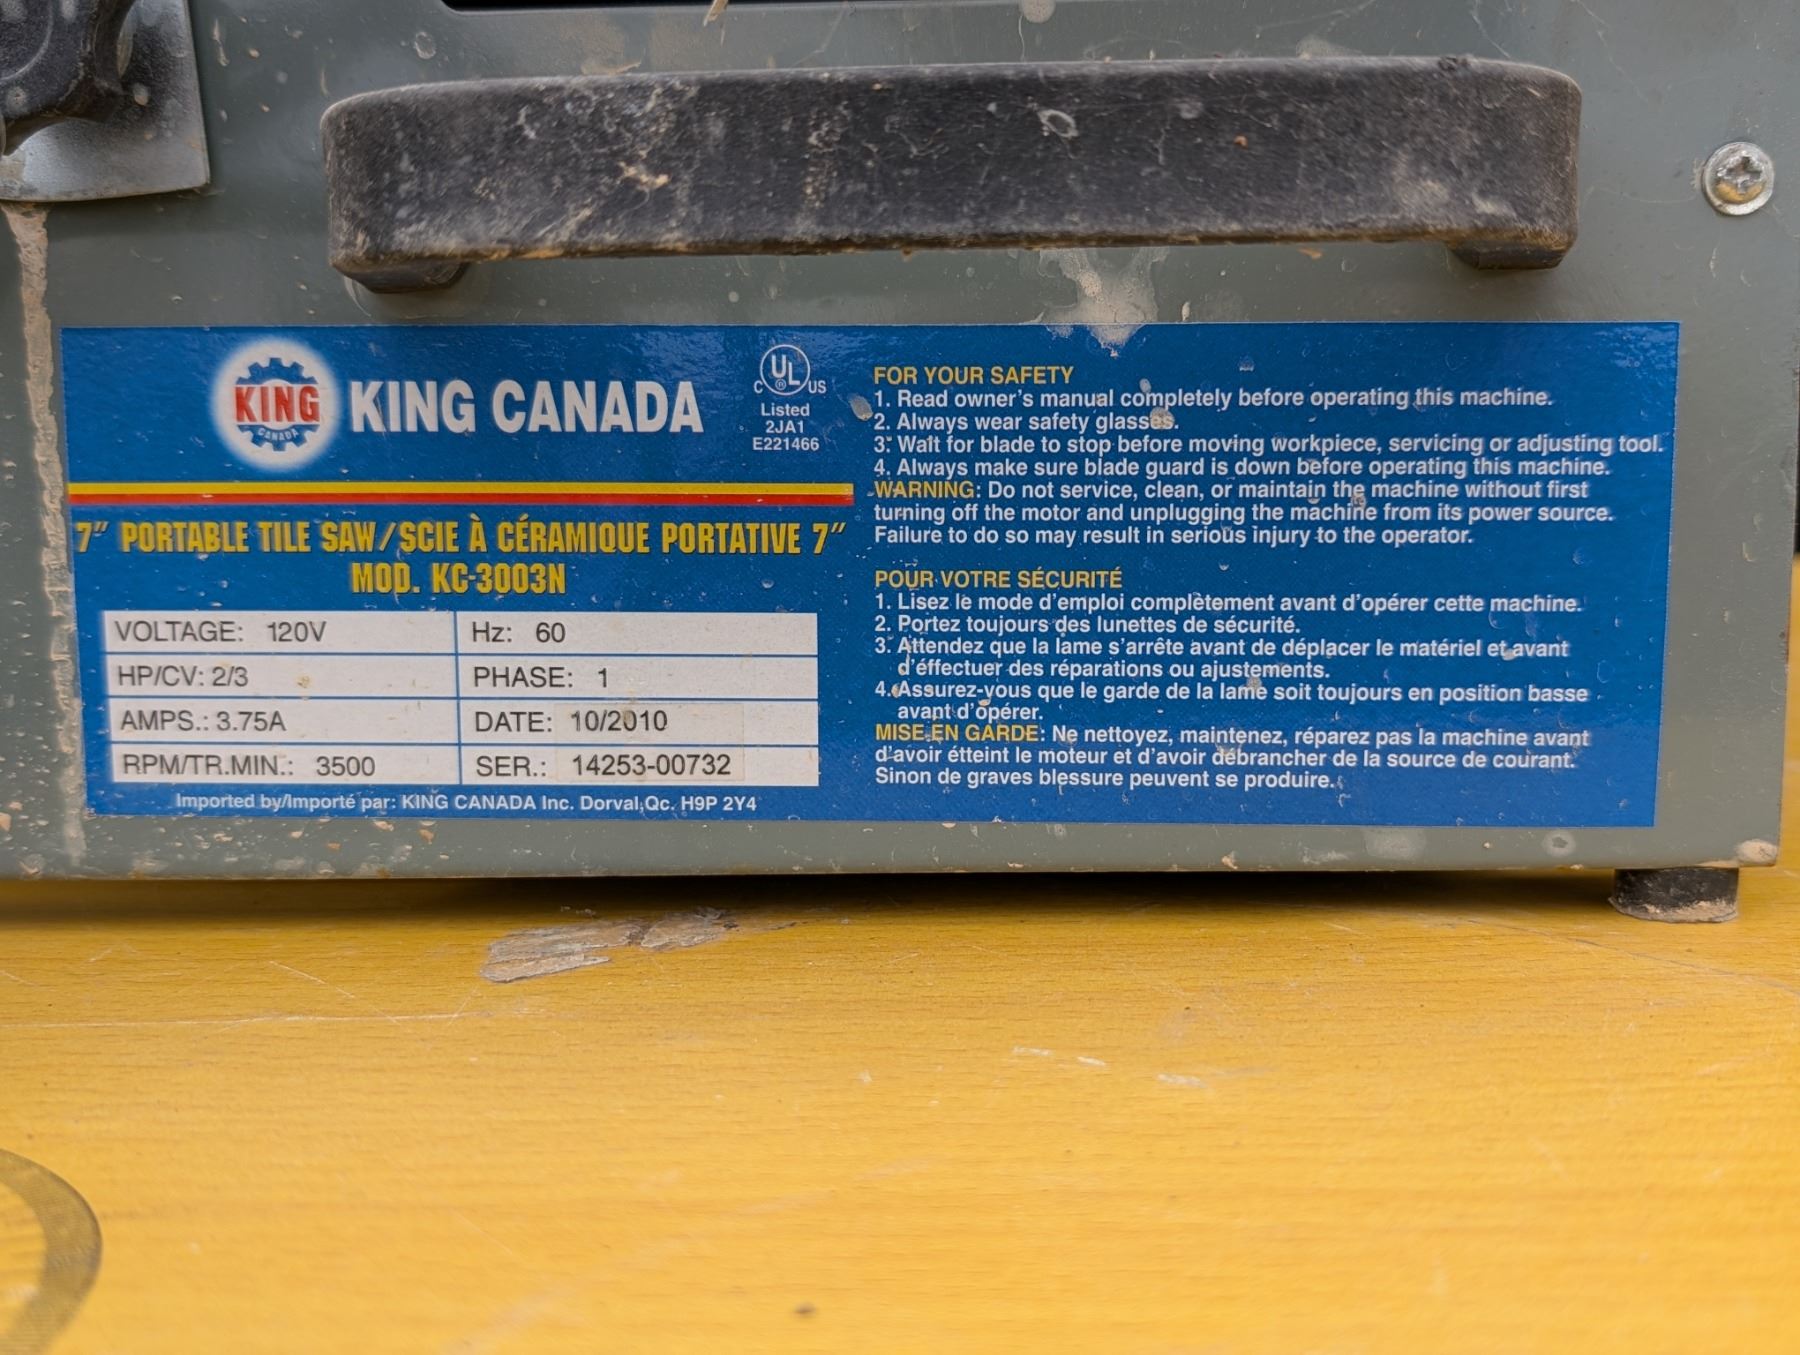 KING
CANADA
KING CANADA
C UL ® US
Listed
2JA1
E221466
7" PORTABLE TILE SAW/SCIE À CÉRAMIQUE PORTATIVE 7"
MOD. KC-3003N
VOLTAGE: 120V
Hz: 60
HP/CV: 2/3
PHASE: 1
AMPS.: 3.75A
DATE: 10/2010
RPM/TR.MIN.: 3500
SER.: 14253-00732
Imported by/Importé par: KING CANADA Inc. Dorval, Qc. H9P 2Y4
FOR YOUR SAFETY
1. Read owner's manual completely before operating this machine.
2. Always wear safety glasses.
3. Wait for blade to stop before moving workpiece, servicing or adjusting tool.
4. Always make sure blade guard is down before operating this machine.
WARNING: Do not service, clean, or maintain the machine without first
turning off the motor and unplugging the machine from its power source.
Failure to do so may result in serious injury to the operator.
POUR VOTRE SÉCURITÉ
1. Lisez le mode d'emploi complètement avant d'opérer cette machine.
2. Portez toujours des lunettes de sécurité.
3. Attendez que la lame s'arrête avant de déplacer le matériel et avant
d'éffectuer des réparations ou ajustements.
4. Assurez-vous que le garde de la lame soit toujours en position basse
avant d'opérer.
MISE EN GARDE: Ne nettoyez, maintenez, réparez pas la machine avant
d'avoir étteint le moteur et d'avoir débrancher de la source de courant.
Sinon de graves blessure peuvent se produire.